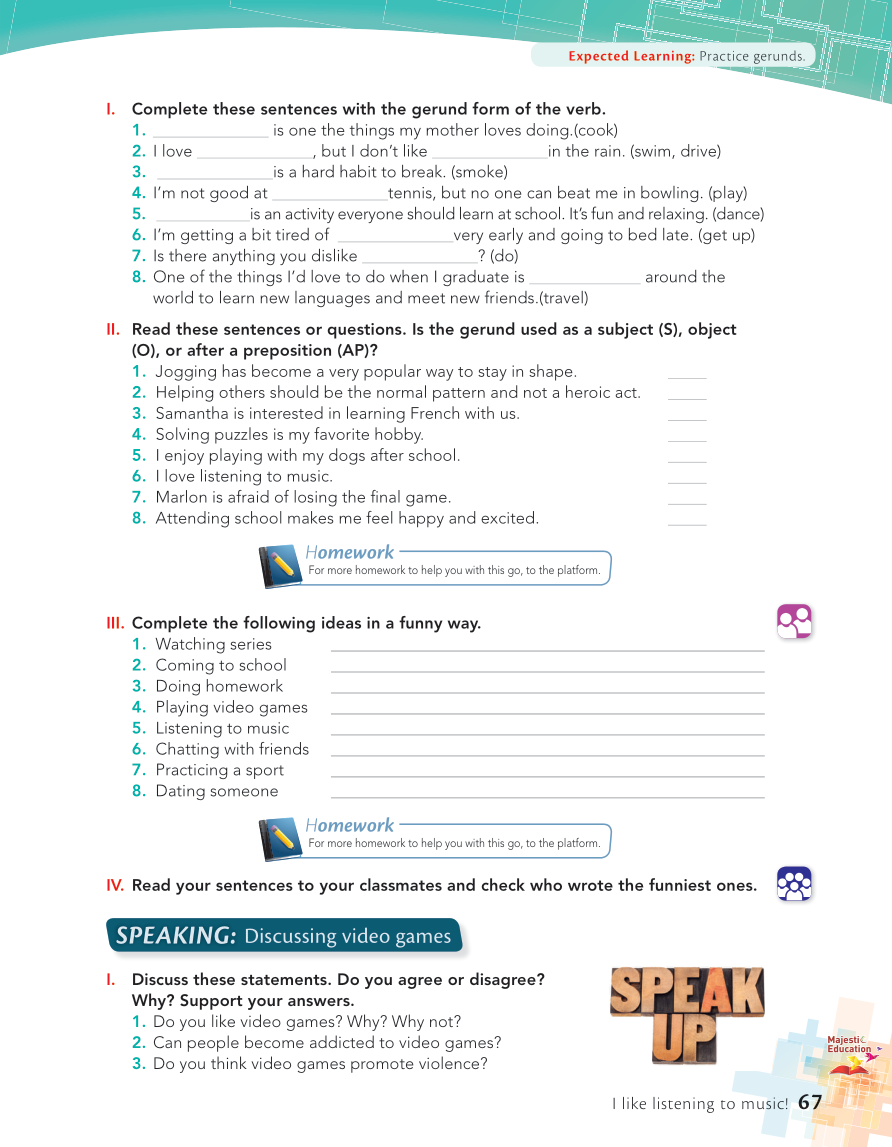 Expected Learning: Practice gerunds.
I. Complete these sentences with the gerund form of the verb.
1. ______________ is one the things my mother loves doing.(cook)
2. I love ______________, but I don't like ______________in the rain. (swim, drive)
3. ______________is a hard habit to break. (smoke)
4. I'm not good at ______________tennis, but no one can beat me in bowling. (play)
5. ____________is an activity everyone should learn at school. It's fun and relaxing. (dance)
6. I'm getting a bit tired of ______________very early and going to bed late. (get up)
7. Is there anything you dislike ______________? (do)
8. One of the things I'd love to do when I graduate is ______________ around the
world to learn new languages and meet new friends.(travel)
II. Read these sentences or questions. Is the gerund used as a subject (S), object
(O), or after a preposition (AP)?
1. Jogging has become a very popular way to stay in shape. _____
2. Helping others should be the normal pattern and not a heroic act. _____
3. Samantha is interested in learning French with us. _____
4. Solving puzzles is my favorite hobby. _____
5. I enjoy playing with my dogs after school. _____
6. I love listening to music. _____
7. Marlon is afraid of losing the final game. _____
8. Attending school makes me feel happy and excited. _____
Homework
For more homework to help you with this go, to the platform.
III. Complete the following ideas in a funny way.
1. Watching series
2. Coming to school
3. Doing homework
4. Playing video games
5. Listening to music
6. Chatting with friends
7. Practicing a sport
8. Dating someone
Homework
For more homework to help you with this go, to the platform.
IV. Read your sentences to your classmates and check who wrote the funniest ones.
SPEAKING: Discussing video games
I. Discuss these statements. Do you agree or disagree?
Why? Support your answers.
1. Do you like video games? Why? Why not?
2. Can people become addicted to video games?
3. Do you think video games promote violence?
SPEAK
UP
Majestic
Education
I like listening to music! 67